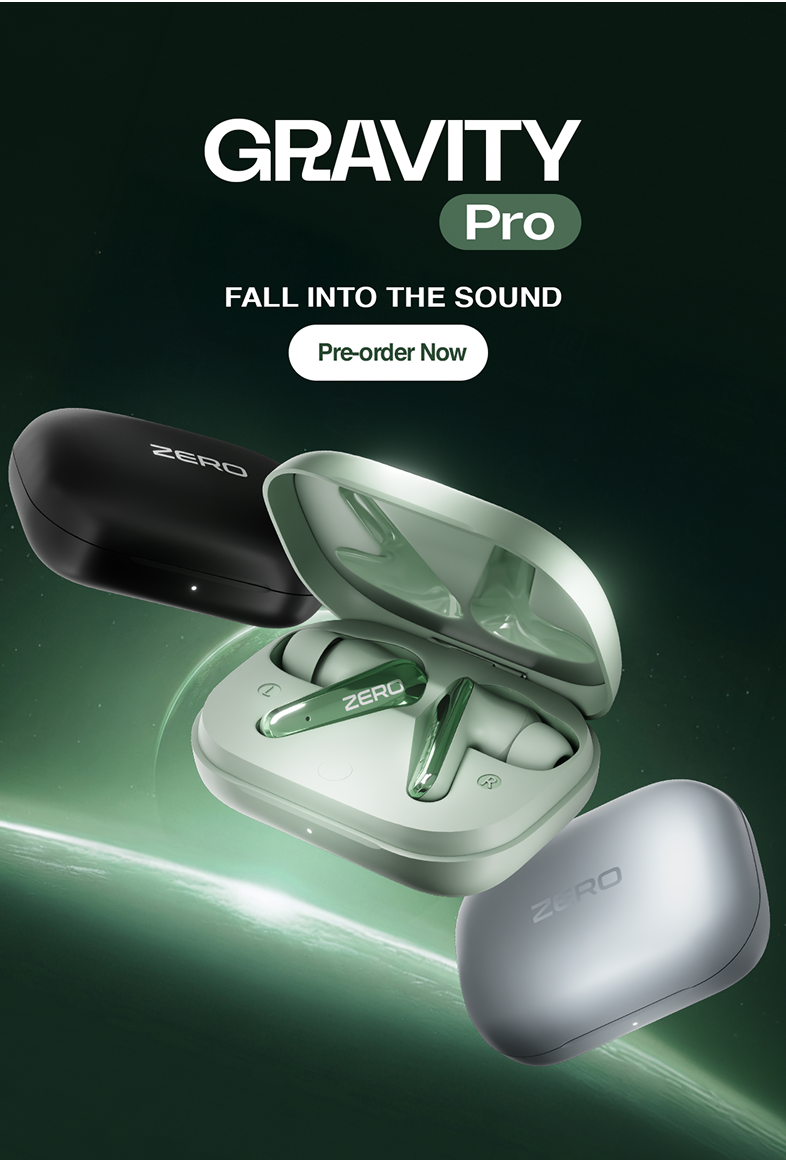 GRAVITY
Pro
FALL INTO THE SOUND
Pre-order Now
ZERO
ZERO
L
R
ZERO